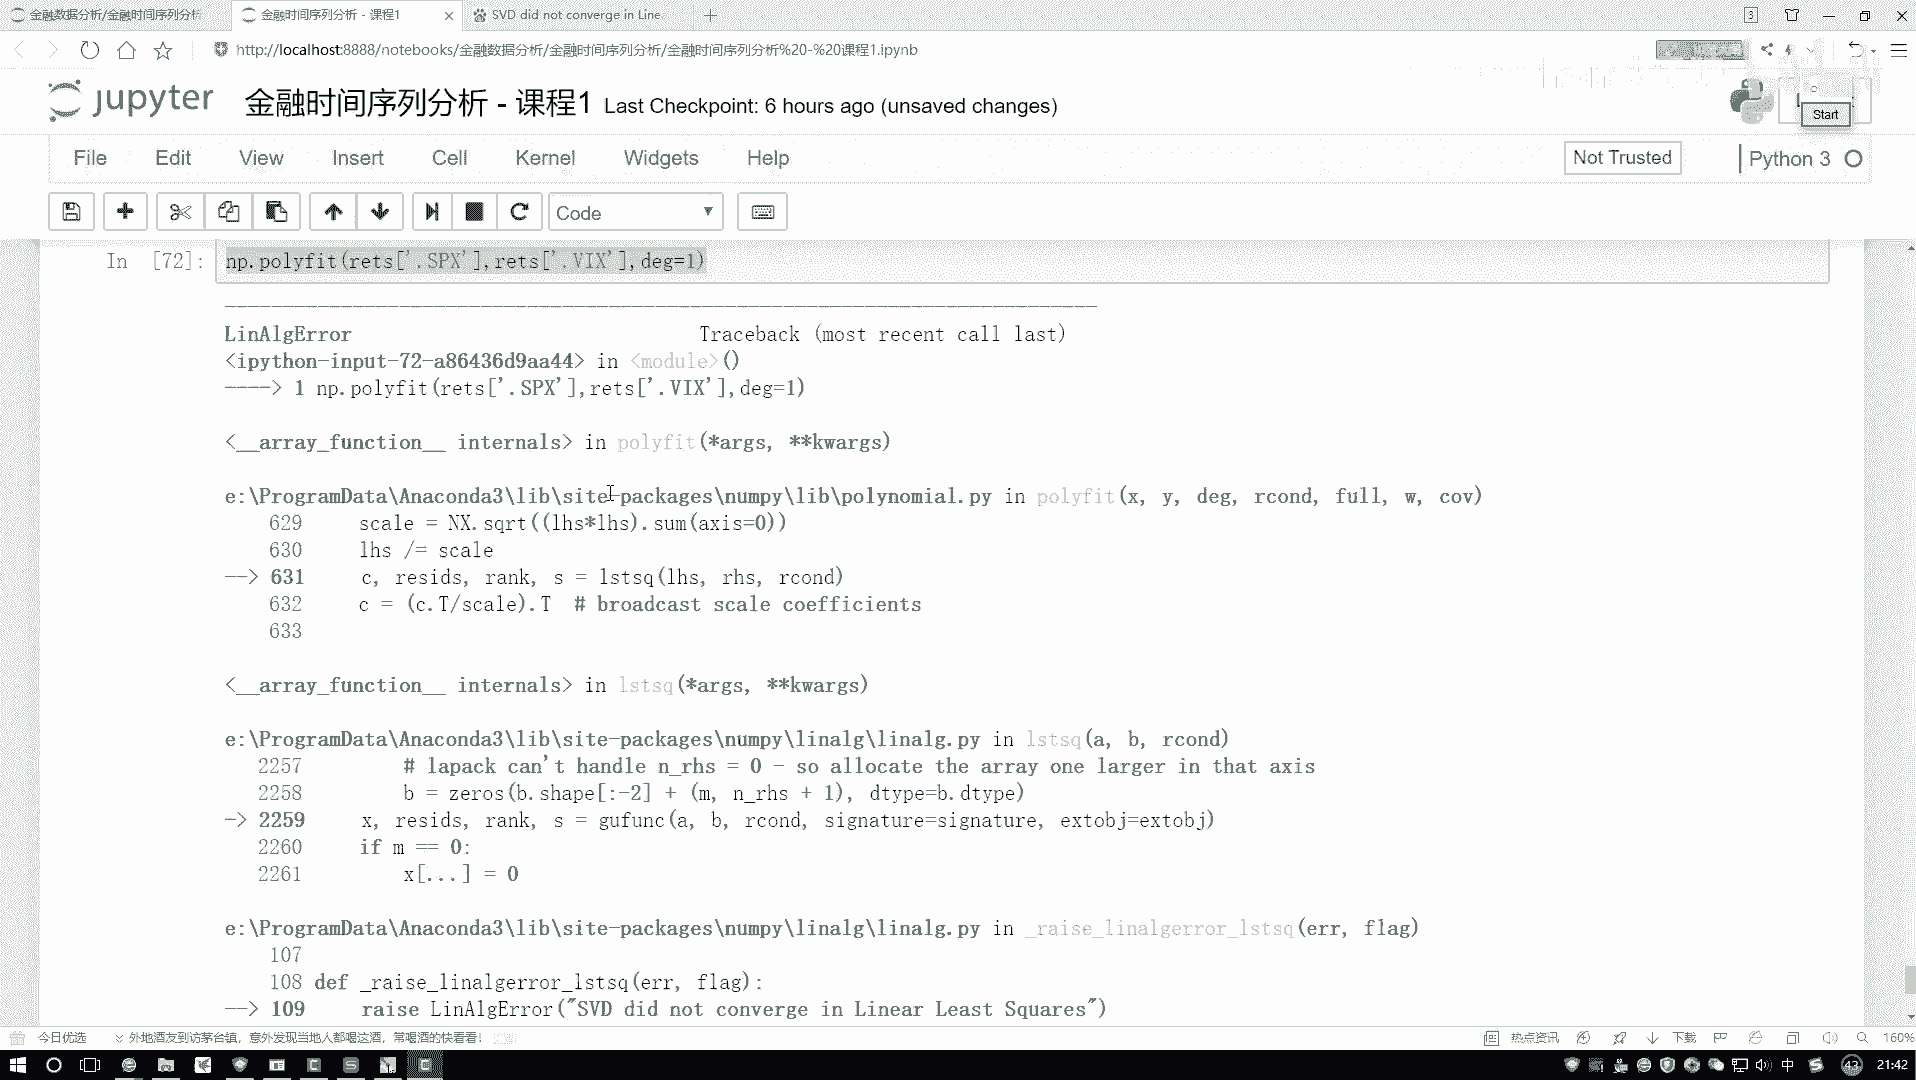 金融数据分析/金融时间序列分析
金融时间序列分析 - 课程1
SVD did not converge in Line
3
http://localhost:8888/notebooks/金融数据分析/金融时间序列分析/金融时间序列分析%20-%20课程1.ipynb
jupyter 金融时间序列分析 - 课程1 Last Checkpoint: 6 hours ago (unsaved changes)
Start
File Edit View Insert Cell Kernel Widgets Help
Not Trusted
Python 3
Code
In [72]: np.polyfit(rets['.SPX'],rets['.VIX'],deg=1)
---------------------------------------------------------------------------
LinAlgError Traceback (most recent call last)
<ipython-input-72-a86436d9aa44> in <module>()
----> 1 np.polyfit(rets['.SPX'],rets['.VIX'],deg=1)
<__array_function__ internals> in polyfit(*args, **kwargs)
e:\ProgramData\Anaconda3\lib\site-packages\numpy\lib\polynomial.py in polyfit(x, y, deg, rcond, full, w, cov)
629 scale = NX.sqrt((lhs*lhs).sum(axis=0))
630 lhs /= scale
--> 631 c, resids, rank, s = lstsq(lhs, rhs, rcond)
632 c = (c.T/scale).T # broadcast scale coefficients
633
<__array_function__ internals> in lstsq(*args, **kwargs)
e:\ProgramData\Anaconda3\lib\site-packages\numpy\linalg\linalg.py in lstsq(a, b, rcond)
2257 # lapack can't handle n_rhs = 0 - so allocate the array one larger in that axis
2258 b = zeros(b.shape[:-2] + (m, n_rhs + 1), dtype=b.dtype)
-> 2259 x, resids, rank, s = gufunc(a, b, rcond, signature=signature, extobj=extobj)
2260 if m == 0:
2261 x[...] = 0
e:\ProgramData\Anaconda3\lib\site-packages\numpy\linalg\linalg.py in _raise_linalgerror_lstsq(err, flag)
107
108 def _raise_linalgerror_lstsq(err, flag):
--> 109 raise LinAlgError("SVD did not converge in Linear Least Squares")
今日优选 外地酒友到访茅台镇，意外发现当地人都喝这酒，常喝酒的快看看！
热点资讯 下载 160%
中 43 21:42